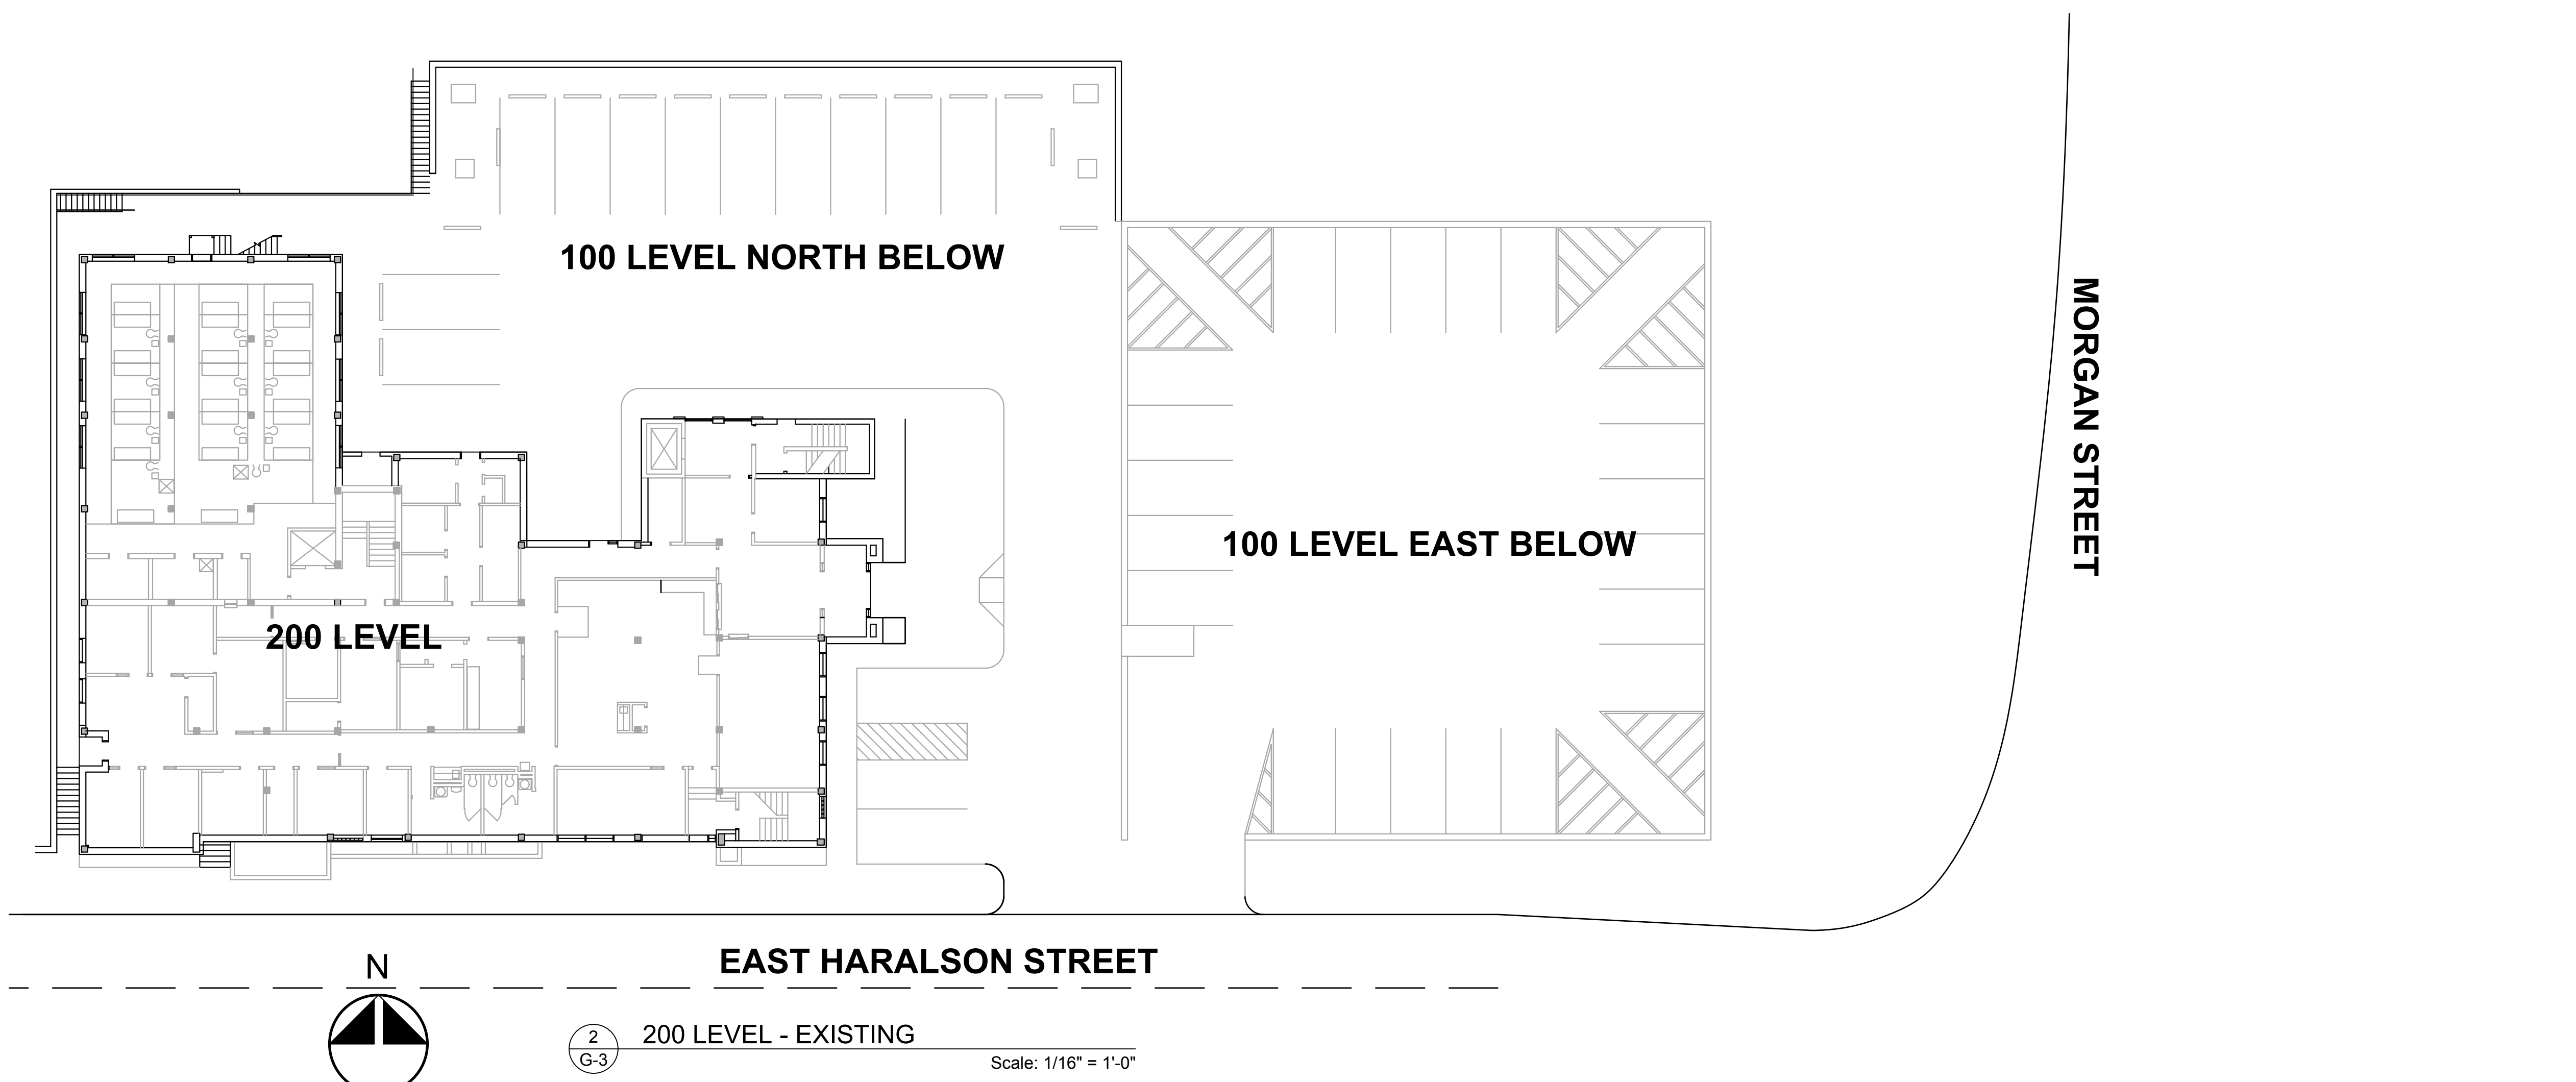 100 LEVEL NORTH BELOW
MORGAN STREET
100 LEVEL EAST BELOW
200 LEVEL
EAST HARALSON STREET
N
2
G-3
200 LEVEL - EXISTING
Scale: 1/16" = 1'-0"